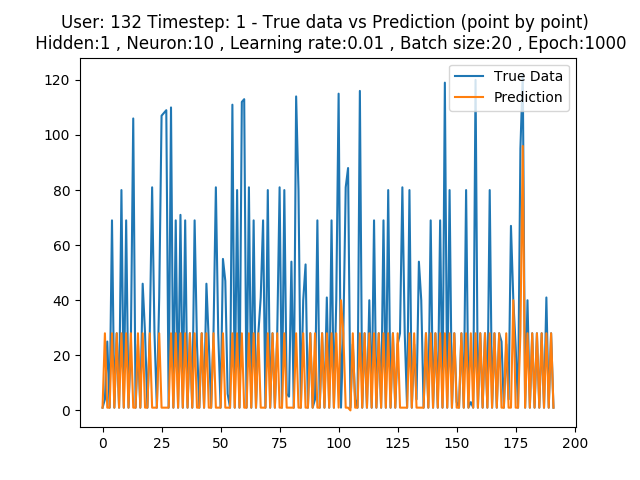 User: 132 Timestep: 1 - True data vs Prediction (point by point)
Hidden:1 , Neuron:10 , Learning rate:0.01 , Batch size:20 , Epoch:1000
True Data
Prediction
120
100
80
60
40
20
0
0 25 50 75 100 125 150 175 200